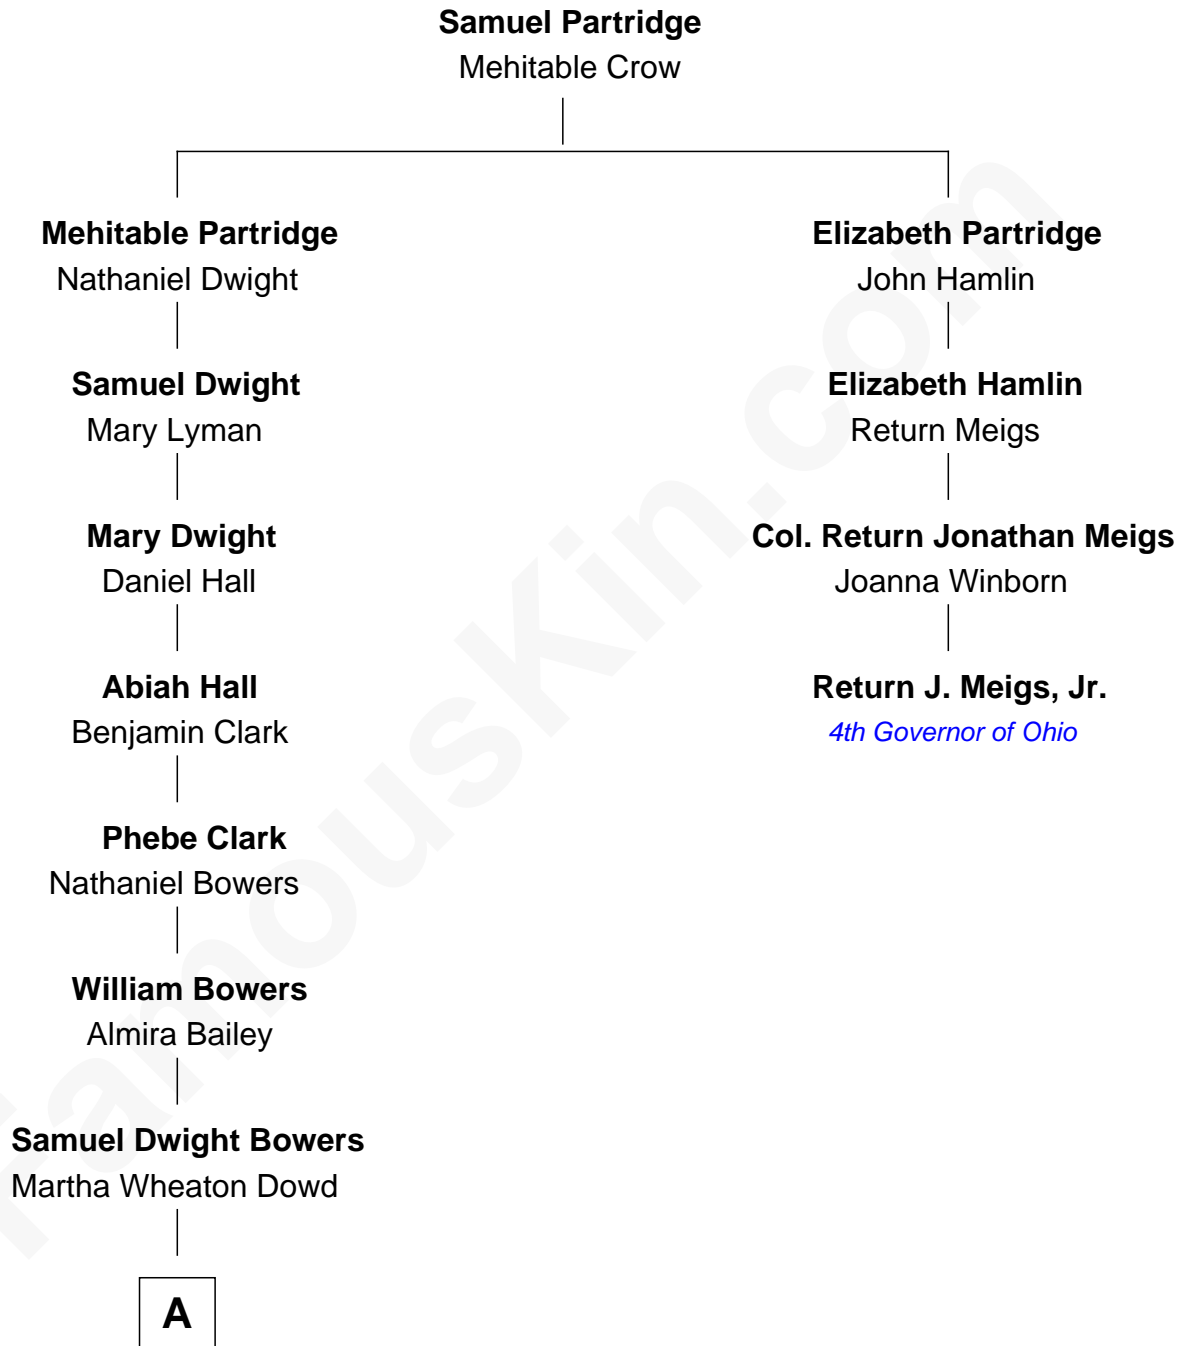 Samuel Partridge
Mehitable Crow
Mehitable Partridge
Nathaniel Dwight
Elizabeth Partridge
John Hamlin
Samuel Dwight
Mary Lyman
Elizabeth Hamlin
Return Meigs
Mary Dwight
Daniel Hall
Col. Return Jonathan Meigs
Joanna Winborn
Abiah Hall
Benjamin Clark
Return J. Meigs, Jr.
4th Governor of Ohio
Phebe Clark
Nathaniel Bowers
William Bowers
Almira Bailey
Samuel Dwight Bowers
Martha Wheaton Dowd
A
FamousKin.com